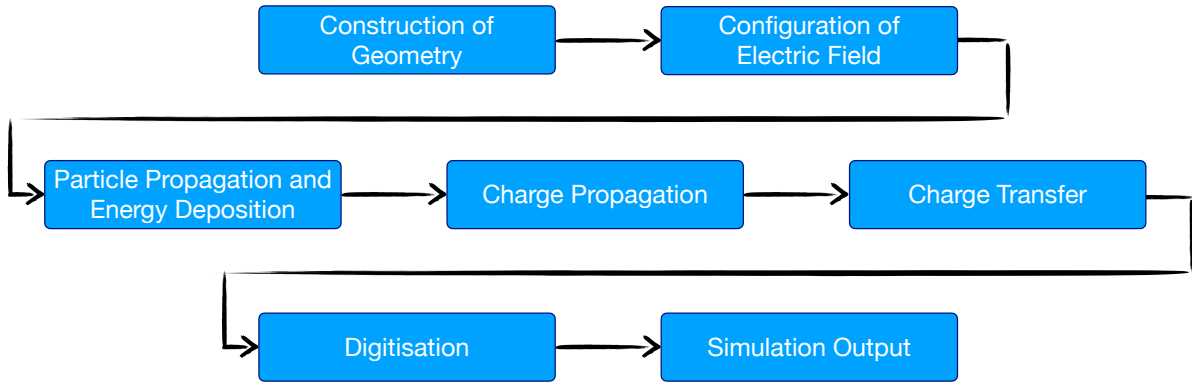 Construction of
Geometry
Configuration of
Electric Field
Particle Propagation and
Energy Deposition
Charge Propagation
Charge Transfer
Digitisation
Simulation Output